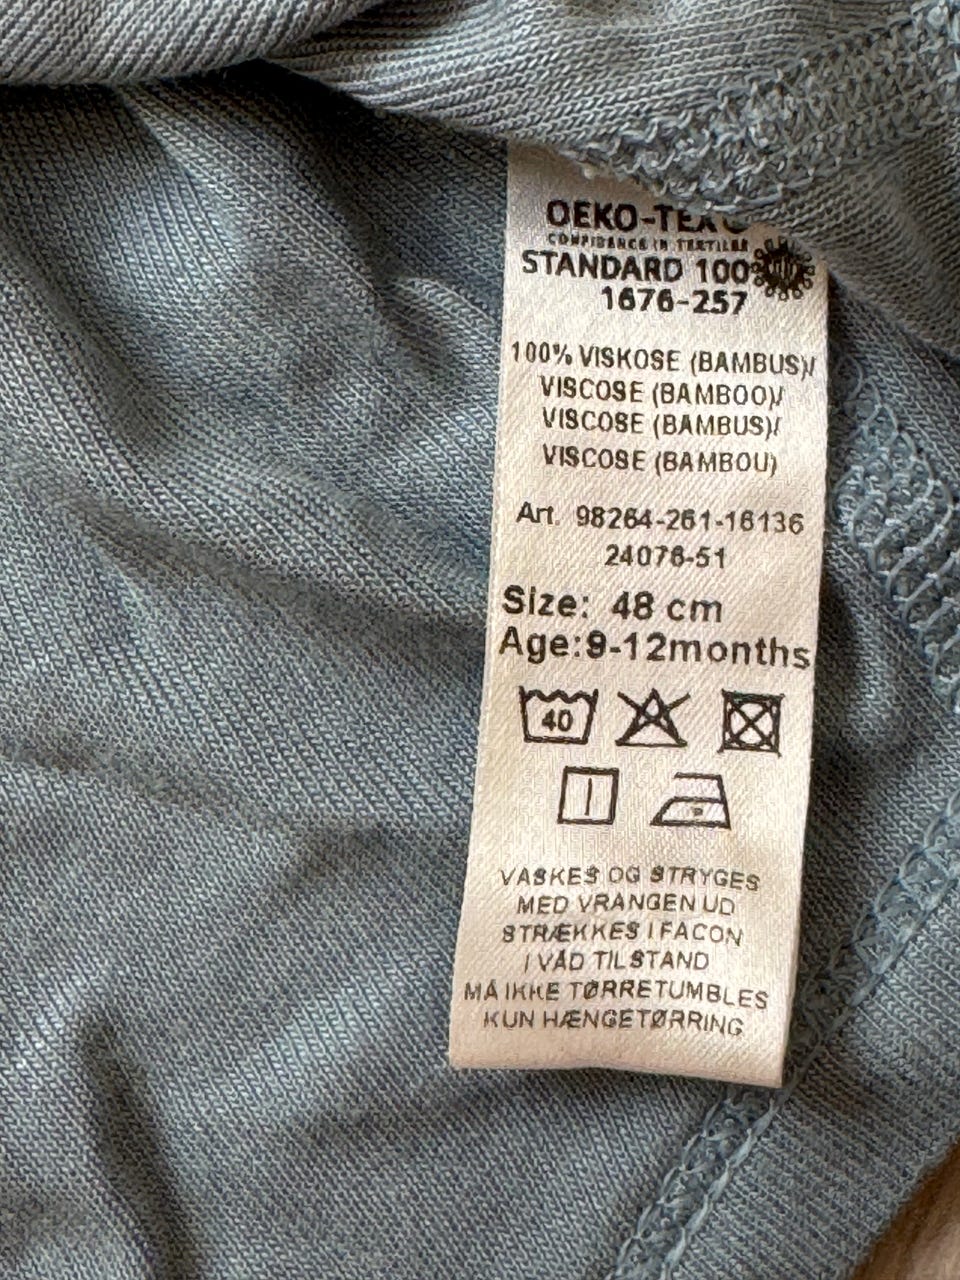 OEKO-TEX®
CONFIDENCE IN TEXTILES
STANDARD 100
1676-257
100% VISKOSE (BAMBUS)/
VISCOSE (BAMBOO)/
VISCOSE (BAMBUS)/
VISCOSE (BAMBOU)
Art. 98264-261-16136
24076-51
Size: 48 cm
Age:9-12months
40
VASKES OG STRYGES
MED VRANGEN UD
STRÆKKES I FACON
I VÅD TILSTAND
MÅ IKKE TØRRETUMBLES
KUN HÆNGETØRRING